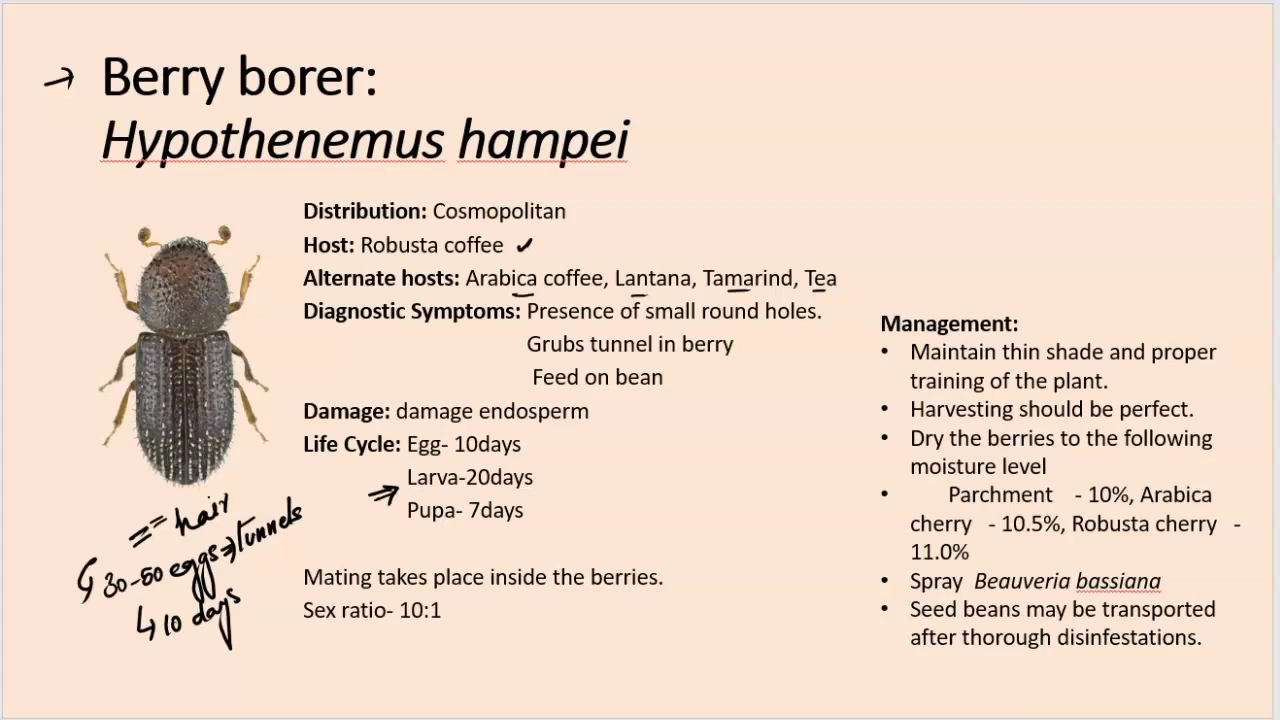 Berry borer:
Hypothenemus hampei
Distribution: Cosmopolitan
Host: Robusta coffee ✓
Alternate hosts: Arabica coffee, Lantana, Tamarind, Tea
Diagnostic Symptoms: Presence of small round holes.
Grubs tunnel in berry
Feed on bean
Damage: damage endosperm
Life Cycle: Egg- 10days
Larva-20days
Pupa- 7days
Mating takes place inside the berries.
Sex ratio- 10:1
hair
30-50 eggs ⇒ tunnels
↳ 10 days
Management:
• Maintain thin shade and proper
training of the plant.
• Harvesting should be perfect.
• Dry the berries to the following
moisture level
• Parchment - 10%, Arabica
cherry - 10.5%, Robusta cherry -
11.0%
• Spray Beauveria bassiana
• Seed beans may be transported
after thorough disinfestations.